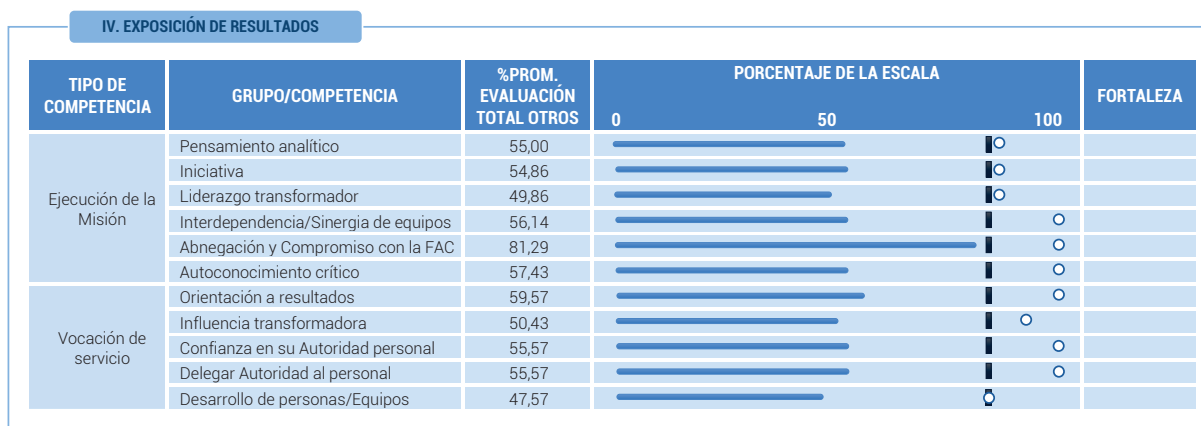 IV. EXPOSICIÓN DE RESULTADOS
TIPO DE COMPETENCIA GRUPO/COMPETENCIA %PROM. EVALUACIÓN TOTAL OTROS PORCENTAJE DE LA ESCALA FORTALEZA
0 50 100
Ejecución de la Misión
Pensamiento analítico 55,00
Iniciativa 54,86
Liderazgo transformador 49,86
Interdependencia/Sinergia de equipos 56,14
Abnegación y Compromiso con la FAC 81,29
Autoconocimiento crítico 57,43
Vocación de servicio
Orientación a resultados 59,57
Influencia transformadora 50,43
Confianza en su Autoridad personal 55,57
Delegar Autoridad al personal 55,57
Desarrollo de personas/Equipos 47,57